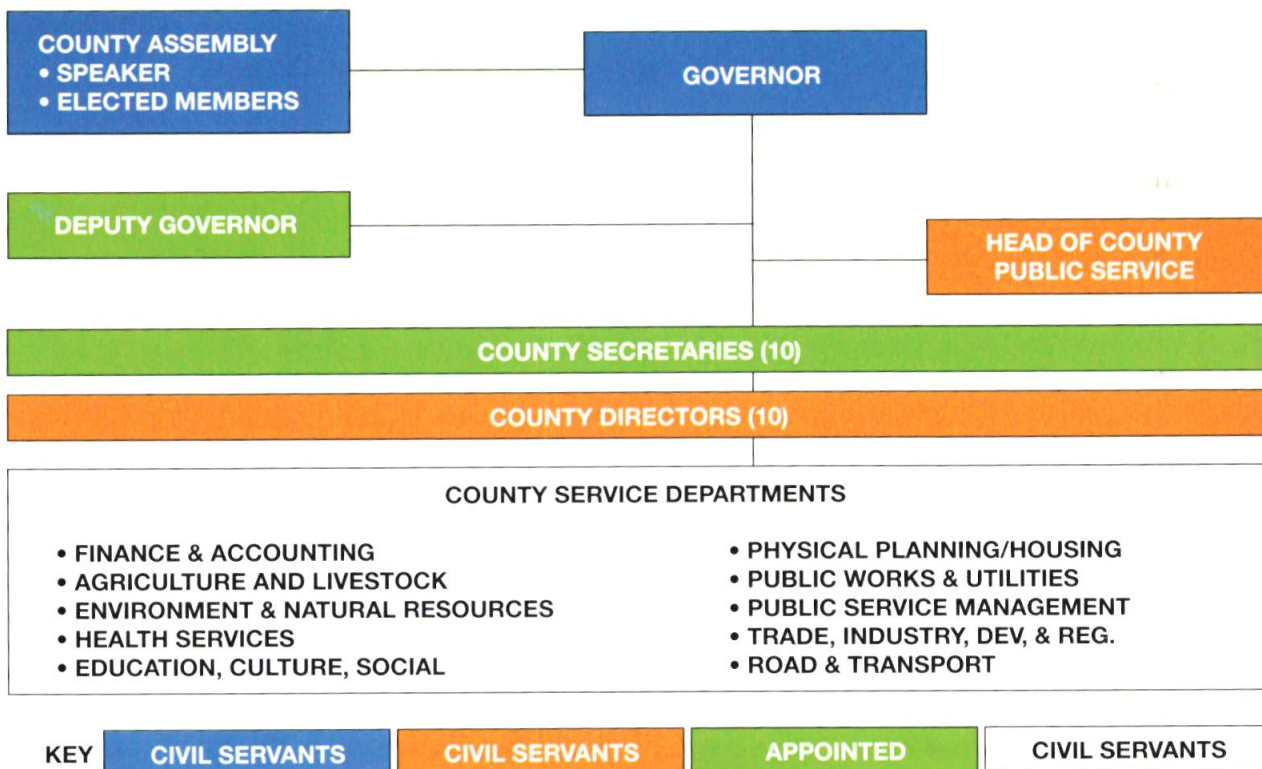 COUNTY ASSEMBLY
• SPEAKER
• ELECTED MEMBERS
GOVERNOR
DEPUTY GOVERNOR
HEAD OF COUNTY
PUBLIC SERVICE
COUNTY SECRETARIES (10)
COUNTY DIRECTORS (10)
COUNTY SERVICE DEPARTMENTS
• FINANCE & ACCOUNTING
• AGRICULTURE AND LIVESTOCK
• ENVIRONMENT & NATURAL RESOURCES
• HEALTH SERVICES
• EDUCATION, CULTURE, SOCIAL
• PHYSICAL PLANNING/HOUSING
• PUBLIC WORKS & UTILITIES
• PUBLIC SERVICE MANAGEMENT
• TRADE, INDUSTRY, DEV, & REG.
• ROAD & TRANSPORT
KEY
CIVIL SERVANTS
CIVIL SERVANTS
APPOINTED
CIVIL SERVANTS